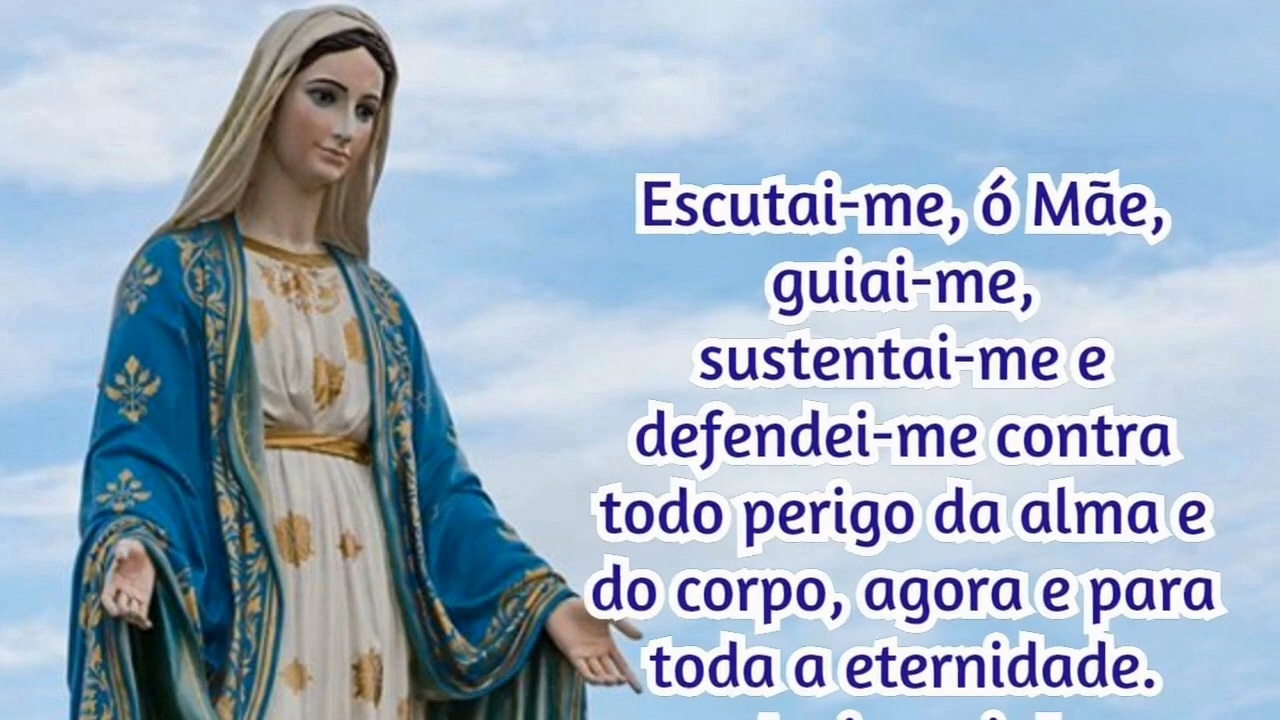 Escutai-me, ó Mãe,
guiai-me,
sustentai-me e
defendei-me contra
todo perigo da alma e
do corpo, agora e para
toda a eternidade.